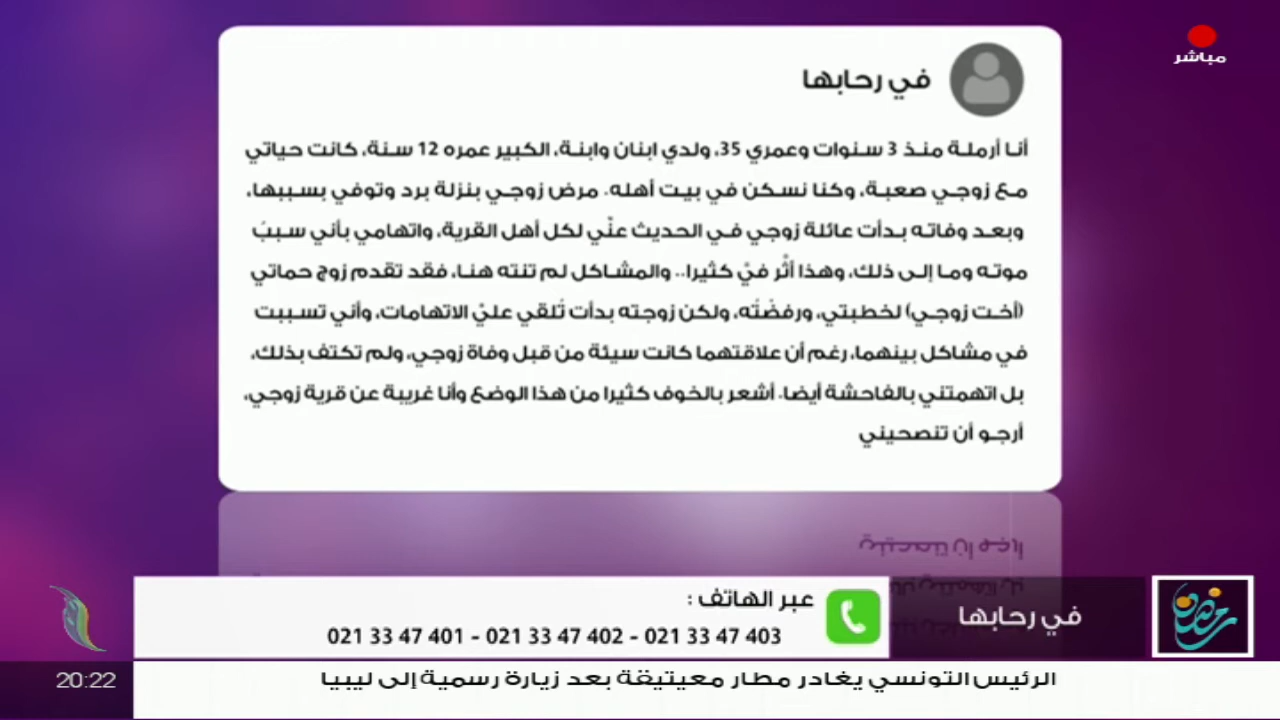 مباشر
في رحابها
أنا أرملة منذ 3 سنوات وعمري 35، ولدي ابنان وابنة، الكبير عمره 12 سنة، كانت حياتي
مع زوجي صعبة، وكنا نسكن في بيت أهله. مرض زوجي بنزلة برد وتوفي بسببها،
وبعد وفاته بدأت عائلة زوجي في الحديث عنّي لكل أهل القرية، واتهامي بأني سببُ
موته وما إلى ذلك، وهذا أثّر فيّ كثيرا.. والمشاكل لم تنته هنا، فقد تقدم زوج حماتي
(أخت زوجي) لخطبتي، ورفضتُه، ولكن زوجته بدأت تُلقي عليّ الاتهامات، وأني تسببت
في مشاكل بينهما، رغم أن علاقتهما كانت سيئة من قبل وفاة زوجي، ولم تكتف بذلك،
بل اتهمتني بالفاحشة أيضا. أشعر بالخوف كثيرا من هذا الوضع وأنا غريبة عن قرية زوجي،
أرجو أن تنصحيني
رمضان
في رحابها
عبر الهاتف :
021 33 47 401 - 021 33 47 402 - 021 33 47 403
الرئيس التونسي يغادر مطار معيتيقة بعد زيارة رسمية إلى ليبيا
20:22